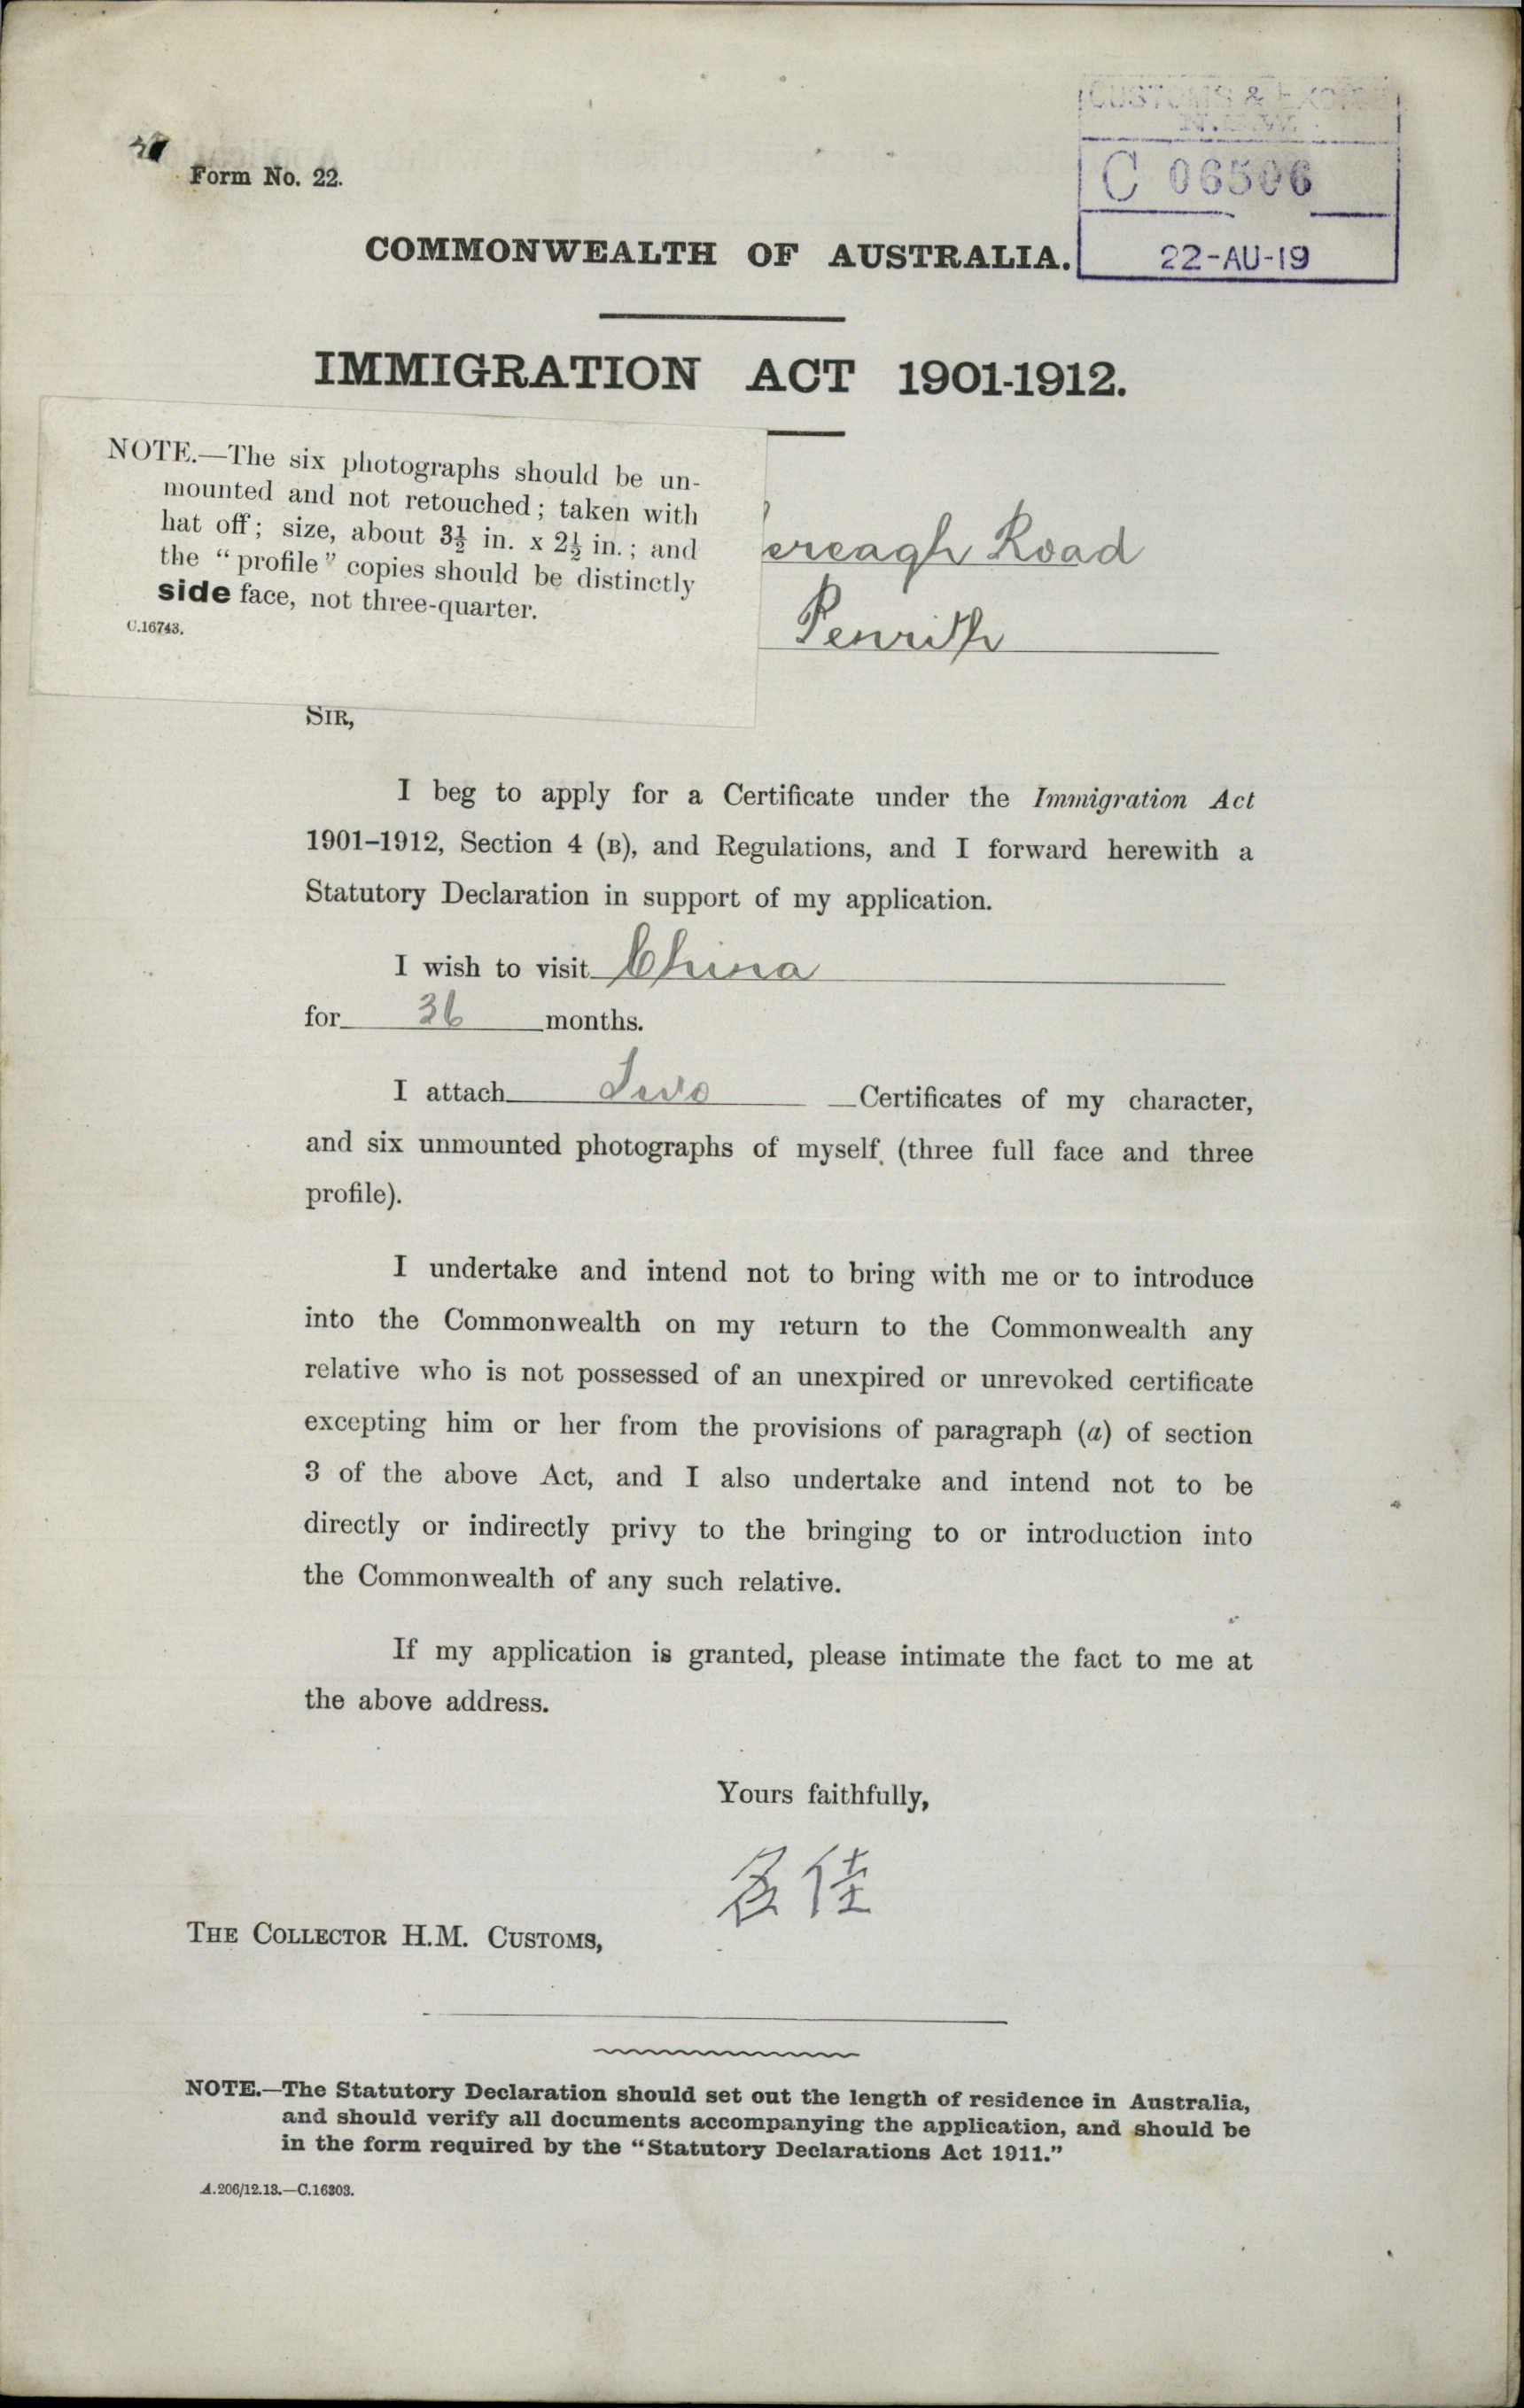 CUSTOMS & EXCISE
N.S.W.
C 06506
22-AU-19
Form No. 22.
COMMONWEALTH OF AUSTRALIA.
IMMIGRATION ACT 1901-1912.
NOTE.—The six photographs should be un-
mounted and not retouched; taken with
hat off; size, about 3½ in. x 2½ in.; and
the “profile” copies should be distinctly
side face, not three-quarter.
C.16743.
ereagh Road
Penrith
SIR,
I beg to apply for a Certificate under the Immigration Act
1901–1912, Section 4 (B), and Regulations, and I forward herewith a
Statutory Declaration in support of my application.
I wish to visit China
for 36 months.
I attach Two Certificates of my character,
and six unmounted photographs of myself (three full face and three
profile).
I undertake and intend not to bring with me or to introduce
into the Commonwealth on my return to the Commonwealth any
relative who is not possessed of an unexpired or unrevoked certificate
excepting him or her from the provisions of paragraph (a) of section
3 of the above Act, and I also undertake and intend not to be
directly or indirectly privy to the bringing to or introduction into
the Commonwealth of any such relative.
If my application is granted, please intimate the fact to me at
the above address.
Yours faithfully,
名佳
THE COLLECTOR H.M. CUSTOMS,
NOTE.—The Statutory Declaration should set out the length of residence in Australia,
and should verify all documents accompanying the application, and should be
in the form required by the “Statutory Declarations Act 1911.”
A.206/12.13.—C.16303.